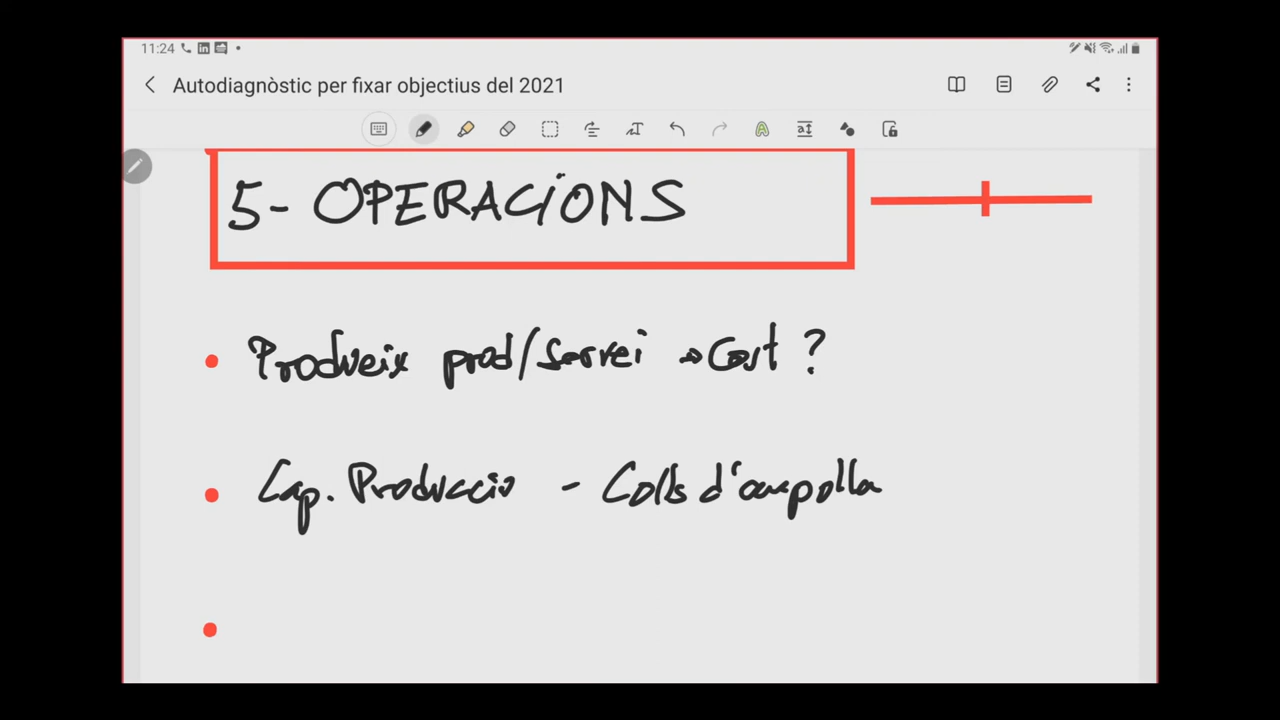 11:24
Autodiagnòstic per fixar objectius del 2021
5- OPERACIONS
Produeix prod/servei → Cost ?
Cap. Producció - Colls d'ampolla